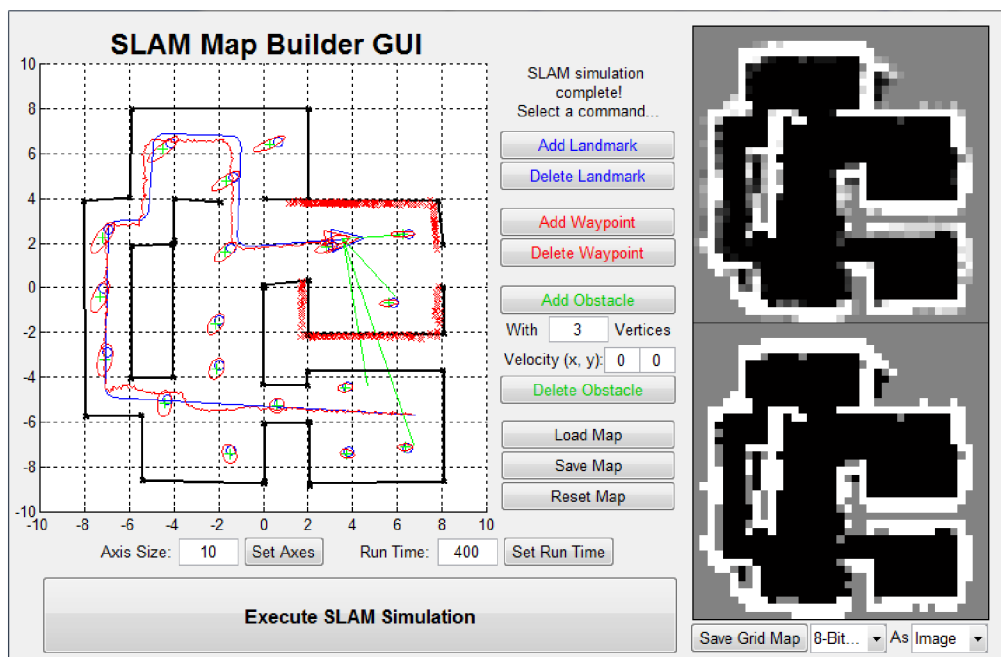 SLAM Map Builder GUI
10
8
6
4
2
0
-2
-4
-6
-8
-10
-10 -8 -6 -4 -2 0 2 4 6 8 10
SLAM simulation
complete!
Select a command...
Add Landmark
Delete Landmark
Add Waypoint
Delete Waypoint
Add Obstacle
With 3 Vertices
Velocity (x, y): 0 0
Delete Obstacle
Load Map
Save Map
Reset Map
Axis Size: 10 Set Axes Run Time: 400 Set Run Time
Execute SLAM Simulation
Save Grid Map 8-Bit... As Image